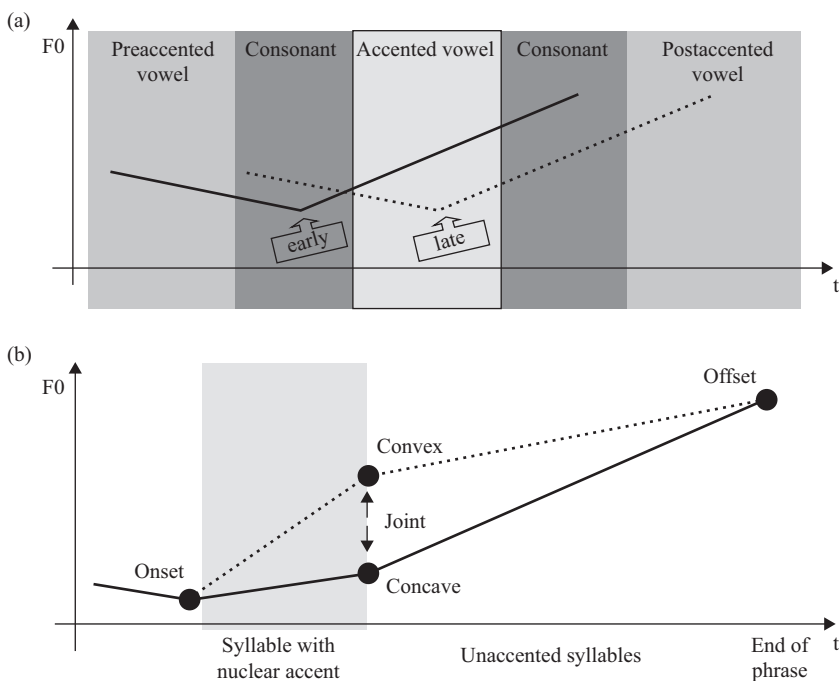 (a)
F0
Preaccented
vowel
Consonant
Accented vowel
Consonant
Postaccented
vowel
early
late
t
(b)
F0
Offset
Convex
Joint
Onset
Concave
t
Syllable with
nuclear accent
Unaccented syllables
End of
phrase